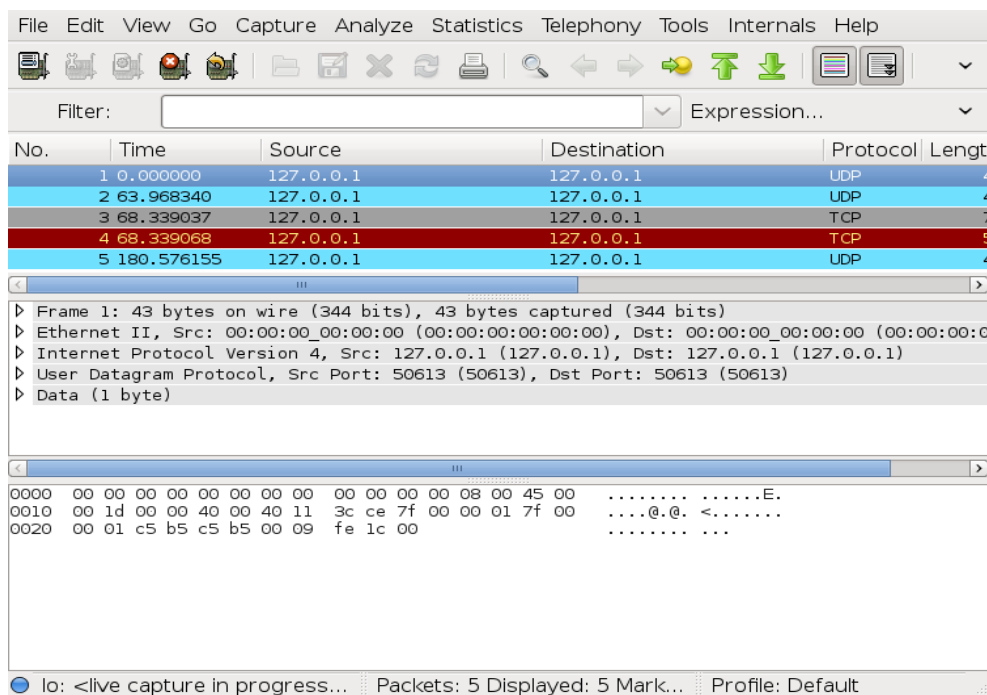 File Edit View Go Capture Analyze Statistics Telephony Tools Internals Help
Filter: Expression...
No. Time Source Destination Protocol Lengt
1 0.000000 127.0.0.1 127.0.0.1 UDP 4
2 63.968340 127.0.0.1 127.0.0.1 UDP 4
3 68.339037 127.0.0.1 127.0.0.1 TCP 7
4 68.339068 127.0.0.1 127.0.0.1 TCP 5
5 180.576155 127.0.0.1 127.0.0.1 UDP 4
Frame 1: 43 bytes on wire (344 bits), 43 bytes captured (344 bits)
Ethernet II, Src: 00:00:00_00:00:00 (00:00:00:00:00:00), Dst: 00:00:00_00:00:00 (00:00:00:0
Internet Protocol Version 4, Src: 127.0.0.1 (127.0.0.1), Dst: 127.0.0.1 (127.0.0.1)
User Datagram Protocol, Src Port: 50613 (50613), Dst Port: 50613 (50613)
Data (1 byte)
0000 00 00 00 00 00 00 00 00 00 00 00 00 08 00 45 00 ........ ......E.
0010 00 1d 00 00 40 00 40 11 3c ce 7f 00 00 01 7f 00 ....@.@. <.......
0020 00 01 c5 b5 c5 b5 00 09 fe 1c 00 ........ ...
lo: <live capture in progress... Packets: 5 Displayed: 5 Mark... Profile: Default